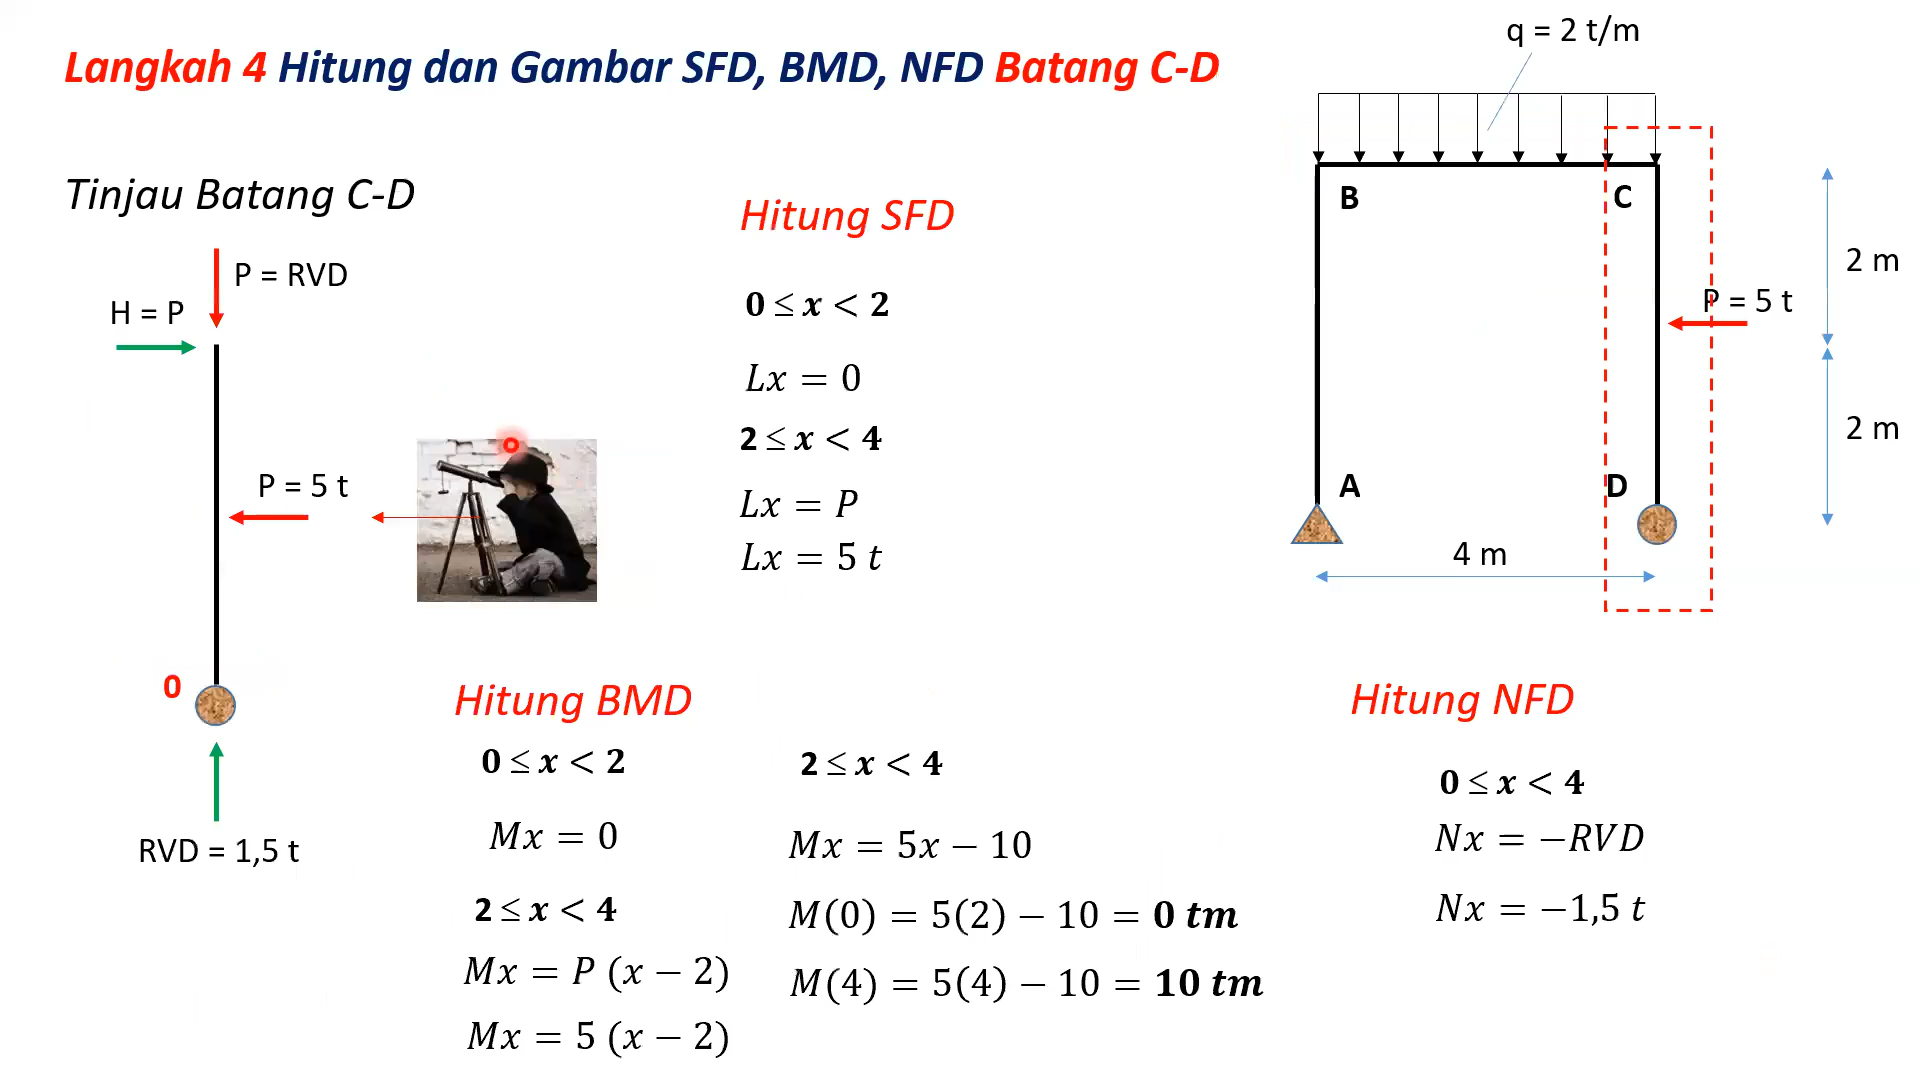 Langkah 4 Hitung dan Gambar SFD, BMD, NFD Batang C-D
q = 2 t/m
Tinjau Batang C-D
P = RVD
H = P
P = 5 t
0
RVD = 1,5 t
Hitung SFD
0 ≤ x < 2
Lx = 0
2 ≤ x < 4
Lx = P
Lx = 5 t
B
C
2 m
P = 5 t
2 m
A
D
4 m
Hitung BMD
0 ≤ x < 2
Mx = 0
2 ≤ x < 4
Mx = P (x − 2)
Mx = 5 (x − 2)
2 ≤ x < 4
Mx = 5x − 10
M(0) = 5(2) − 10 = 0 tm
M(4) = 5(4) − 10 = 10 tm
Hitung NFD
0 ≤ x < 4
Nx = −RVD
Nx = −1,5 t